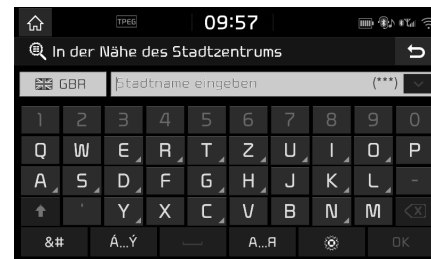 TPEG 09:57
In der Nähe des Stadtzentrums
GBR Stadtname eingeben (***)
1 2 3 4 5 6 7 8 9 0
Q W E R T Z U I O P
A S D F G H J K L -
' Y X C V B N M
&# Á...Ý A...Я OK